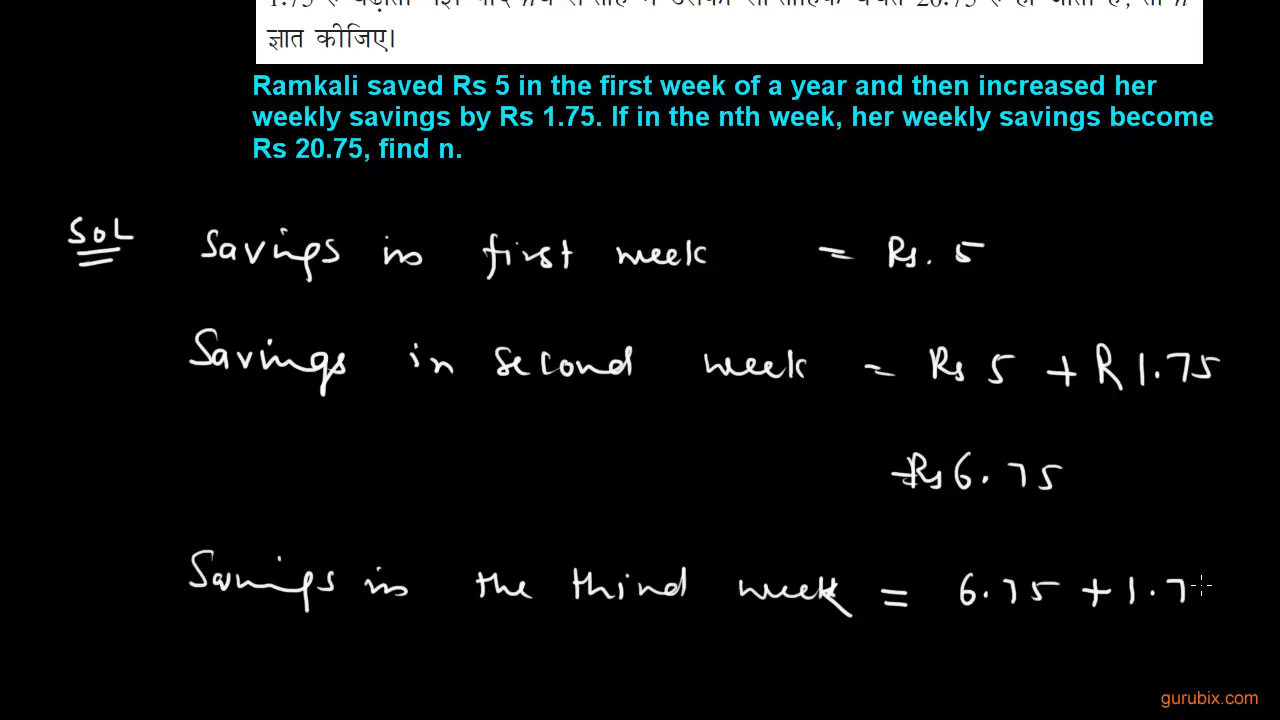 ज्ञात कीजिए।
Ramkali saved Rs 5 in the first week of a year and then increased her
weekly savings by Rs 1.75. If in the nth week, her weekly savings become
Rs 20.75, find n.
SOL Savings in first week = Rs. 5
Savings in second week = Rs 5 + R 1.75
=Rs 6.75
Savings in the third week = 6.75 + 1.7
gurubix.com